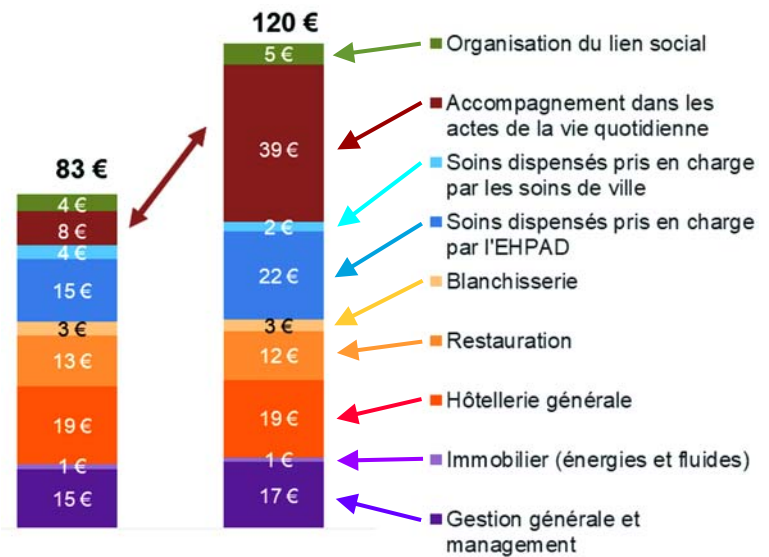 83 €
4 €
8 €
4 €
15 €
3 €
13 €
19 €
1 €
15 €
120 €
5 €
39 €
2 €
22 €
3 €
12 €
19 €
1 €
17 €
Organisation du lien social
Accompagnement dans les
actes de la vie quotidienne
Soins dispensés pris en charge
par les soins de ville
Soins dispensés pris en charge
par l'EHPAD
Blanchisserie
Restauration
Hôtellerie générale
Immobilier (énergies et fluides)
Gestion générale et
management